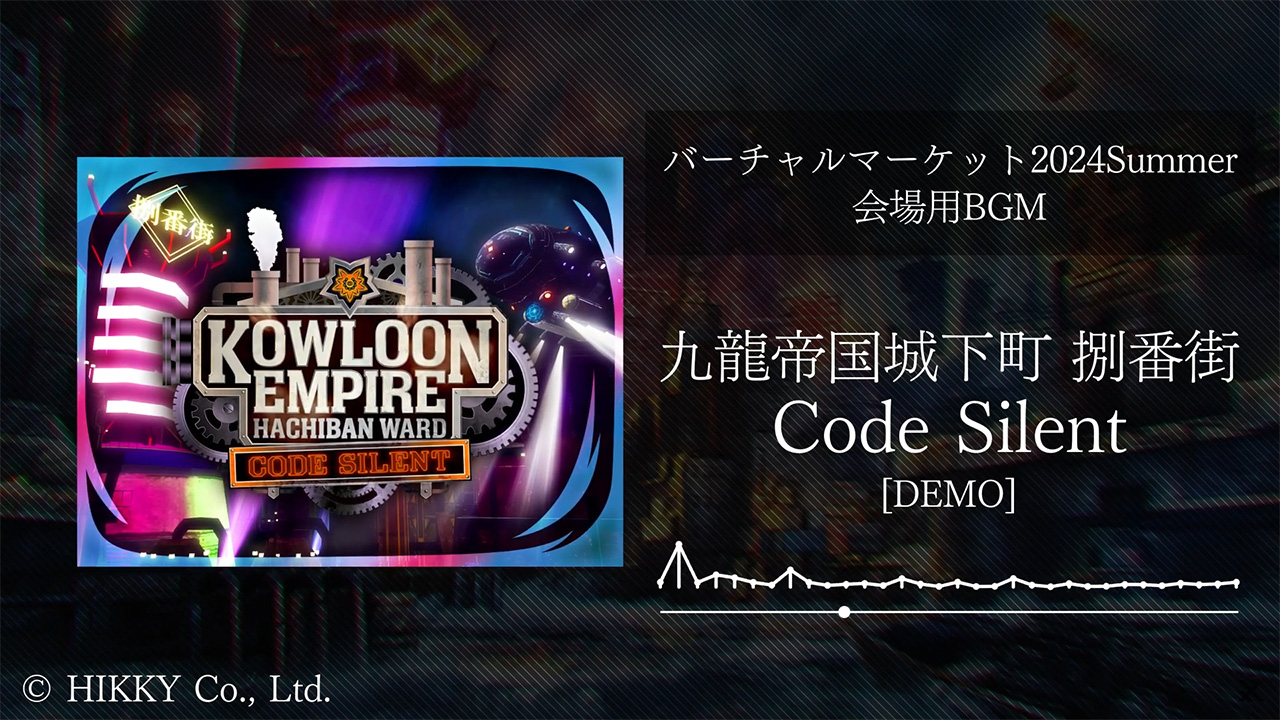 捌番街
KOWLOON
EMPIRE
HACHIBAN WARD
CODE SILENT
バーチャルマーケット2024Summer
会場用BGM
九龍帝国城下町 捌番街
Code Silent
[DEMO]
© HIKKY Co., Ltd.